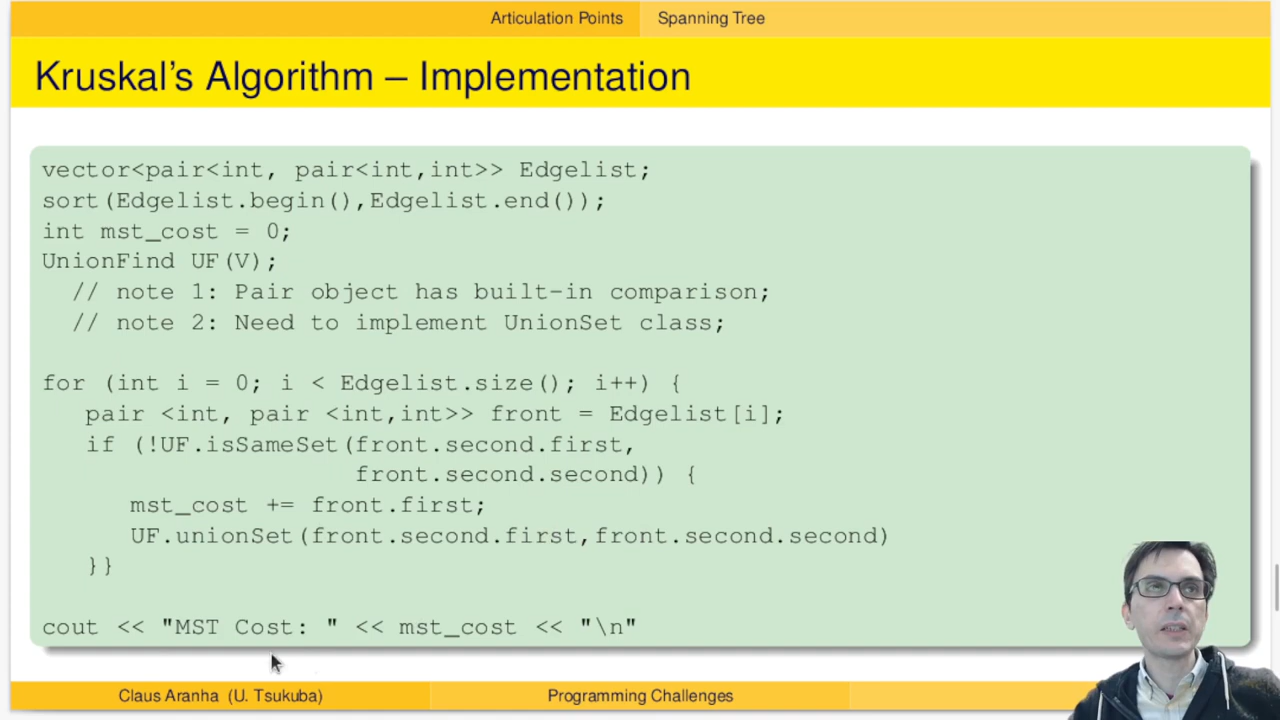 Articulation Points Spanning Tree
Kruskal's Algorithm – Implementation
vector<pair<int, pair<int,int>> Edgelist;
sort(Edgelist.begin(),Edgelist.end());
int mst_cost = 0;
UnionFind UF(V);
// note 1: Pair object has built-in comparison;
// note 2: Need to implement UnionSet class;
for (int i = 0; i < Edgelist.size(); i++) {
pair <int, pair <int,int>> front = Edgelist[i];
if (!UF.isSameSet(front.second.first,
front.second.second)) {
mst_cost += front.first;
UF.unionSet(front.second.first,front.second.second)
}}
cout << "MST Cost: " << mst_cost << "\n"
Claus Aranha (U. Tsukuba) Programming Challenges